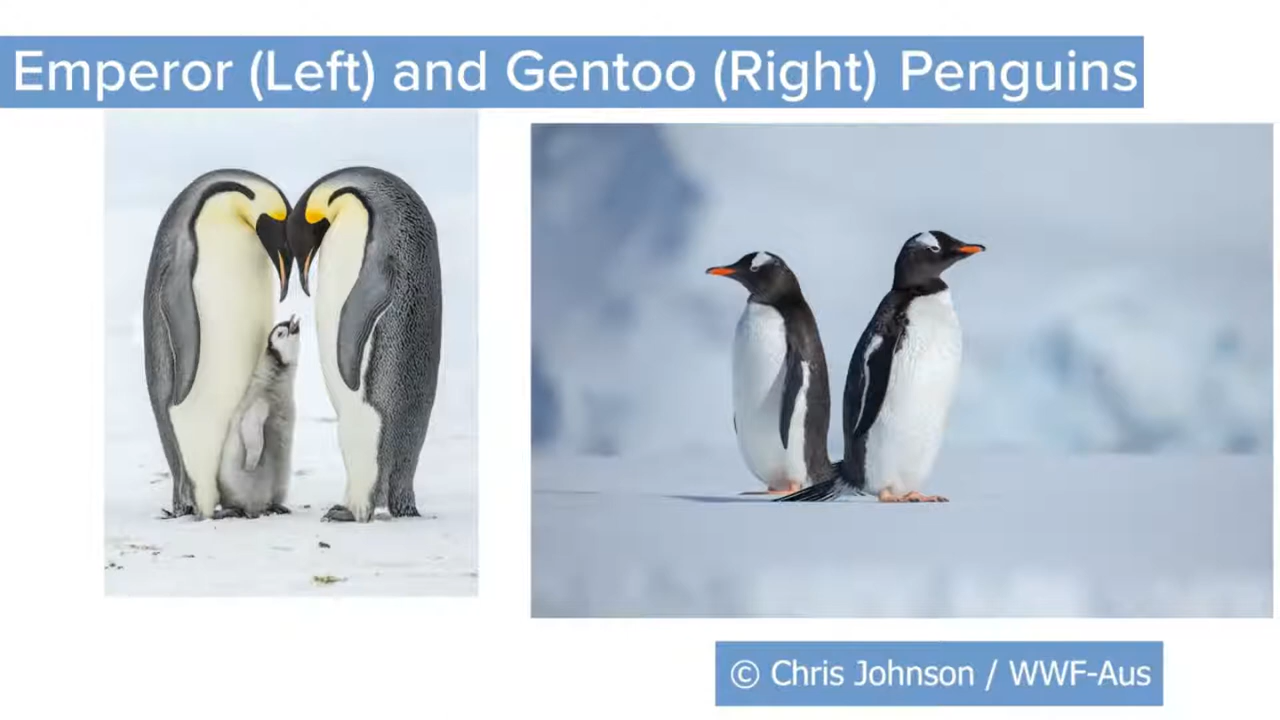 Emperor (Left) and Gentoo (Right) Penguins
© Chris Johnson / WWF-Aus